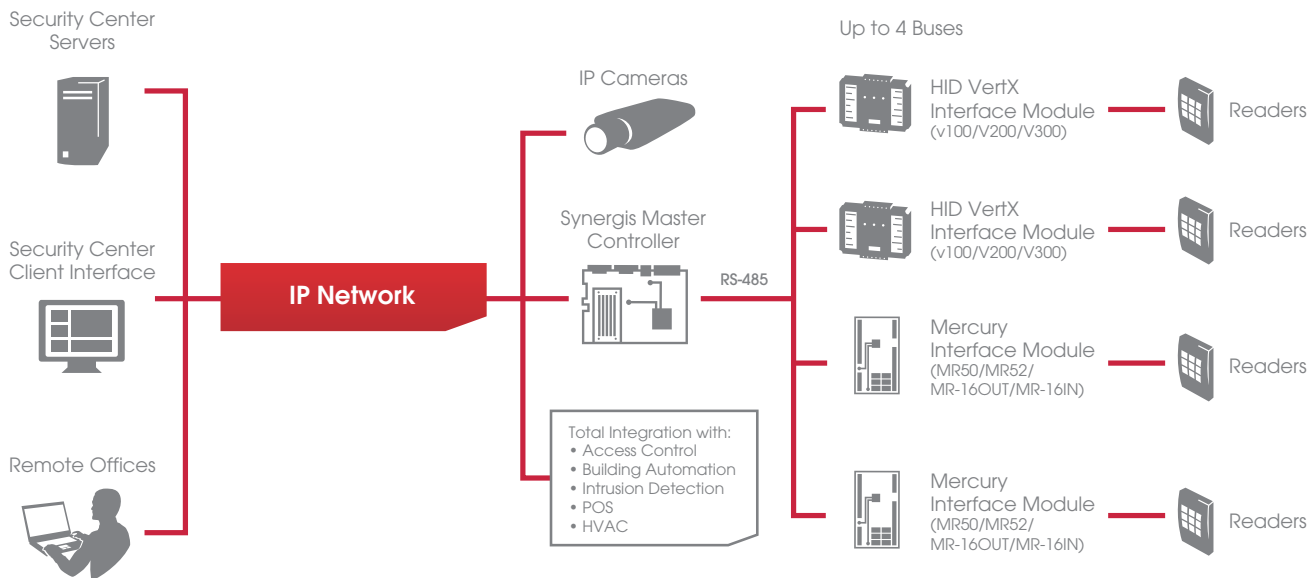 Security Center
Servers
Security Center
Client Interface
Remote Offices
IP Network
IP Cameras
Synergis Master
Controller
RS-485
Total Integration with:
• Access Control
• Building Automation
• Intrusion Detection
• POS
• HVAC
Up to 4 Buses
HID VertX
Interface Module
(v100/V200/V300)
Readers
HID VertX
Interface Module
(v100/V200/V300)
Readers
Mercury
Interface Module
(MR50/MR52/
MR-16OUT/MR-16IN)
Readers
Mercury
Interface Module
(MR50/MR52/
MR-16OUT/MR-16IN)
Readers